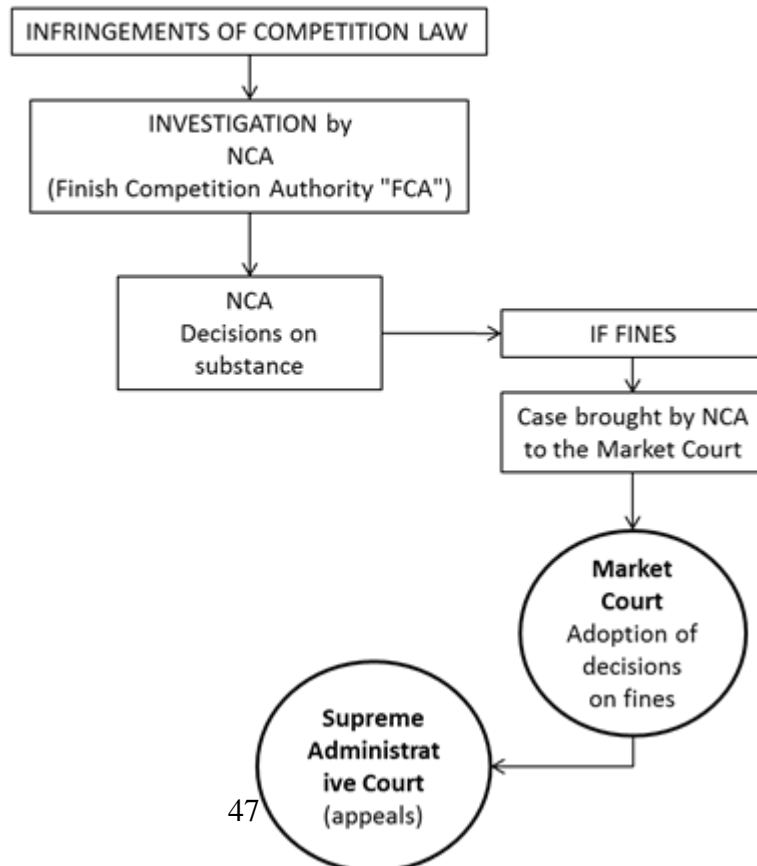 INFRINGEMENTS OF COMPETITION LAW
INVESTIGATION by
NCA
(Finish Competition Authority "FCA")
NCA
Decisions on
substance
IF FINES
Case brought by NCA
to the Market Court
Market
Court
Adoption of
decisions
on fines
Supreme
Administrat
ive Court
(appeals)
47